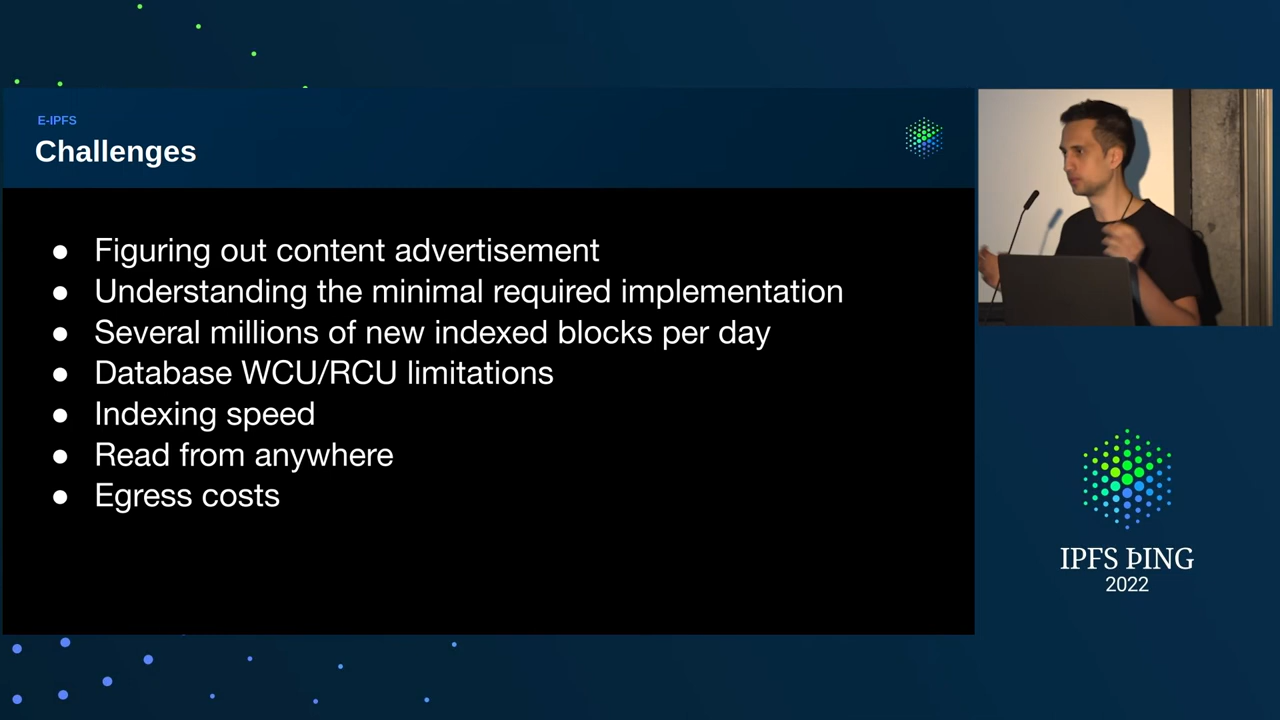 E-IPFS
Challenges
● Figuring out content advertisement
● Understanding the minimal required implementation
● Several millions of new indexed blocks per day
● Database WCU/RCU limitations
● Indexing speed
● Read from anywhere
● Egress costs
IPFS ÞING
2022